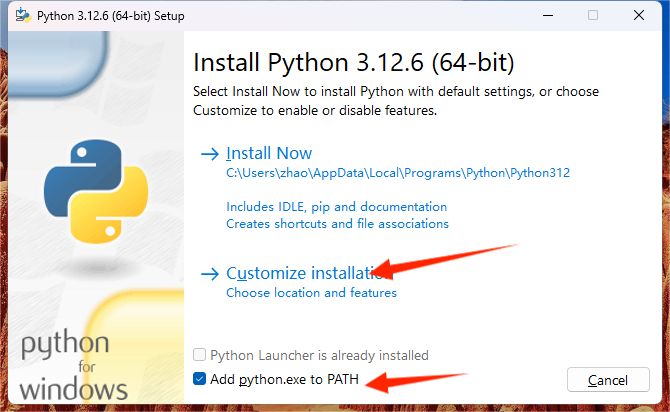 Python 3.12.6 (64-bit) Setup
Install Python 3.12.6 (64-bit)
Select Install Now to install Python with default settings, or choose
Customize to enable or disable features.
Install Now
C:\Users\zhao\AppData\Local\Programs\Python\Python312
Includes IDLE, pip and documentation
Creates shortcuts and file associations
Customize installation
Choose location and features
Python Launcher is already installed
Add python.exe to PATH
Cancel
python
for
windows